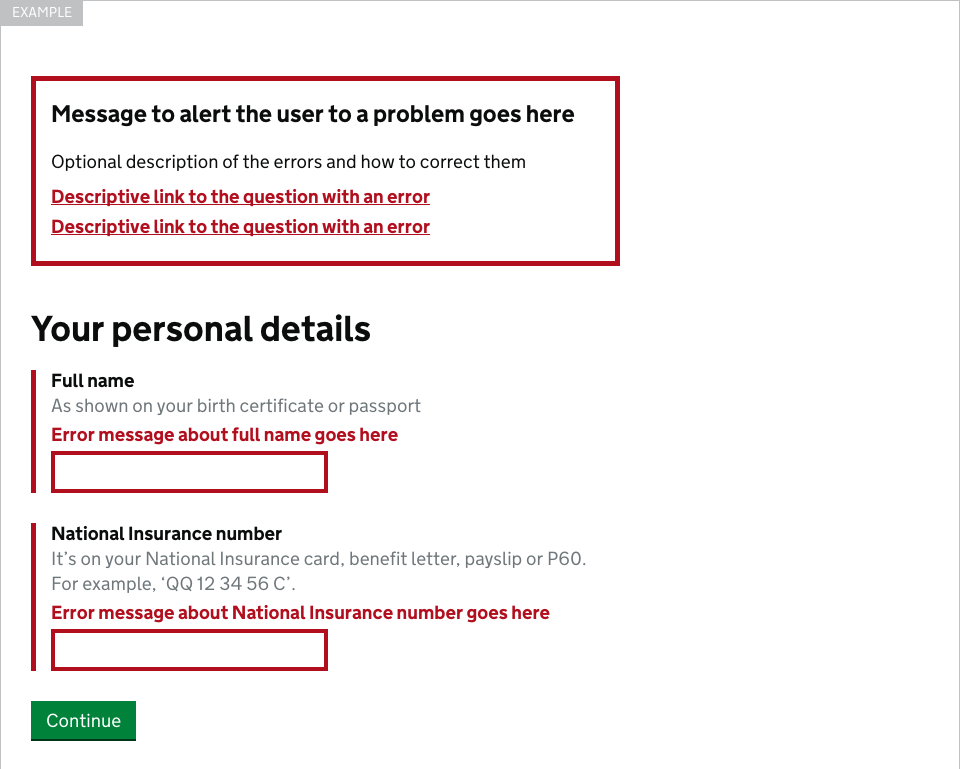 EXAMPLE
Message to alert the user to a problem goes here
Optional description of the errors and how to correct them
Descriptive link to the question with an error
Descriptive link to the question with an error
Your personal details
Full name
As shown on your birth certificate or passport
Error message about full name goes here
National Insurance number
It’s on your National Insurance card, benefit letter, payslip or P60.
For example, ‘QQ 12 34 56 C’.
Error message about National Insurance number goes here
Continue